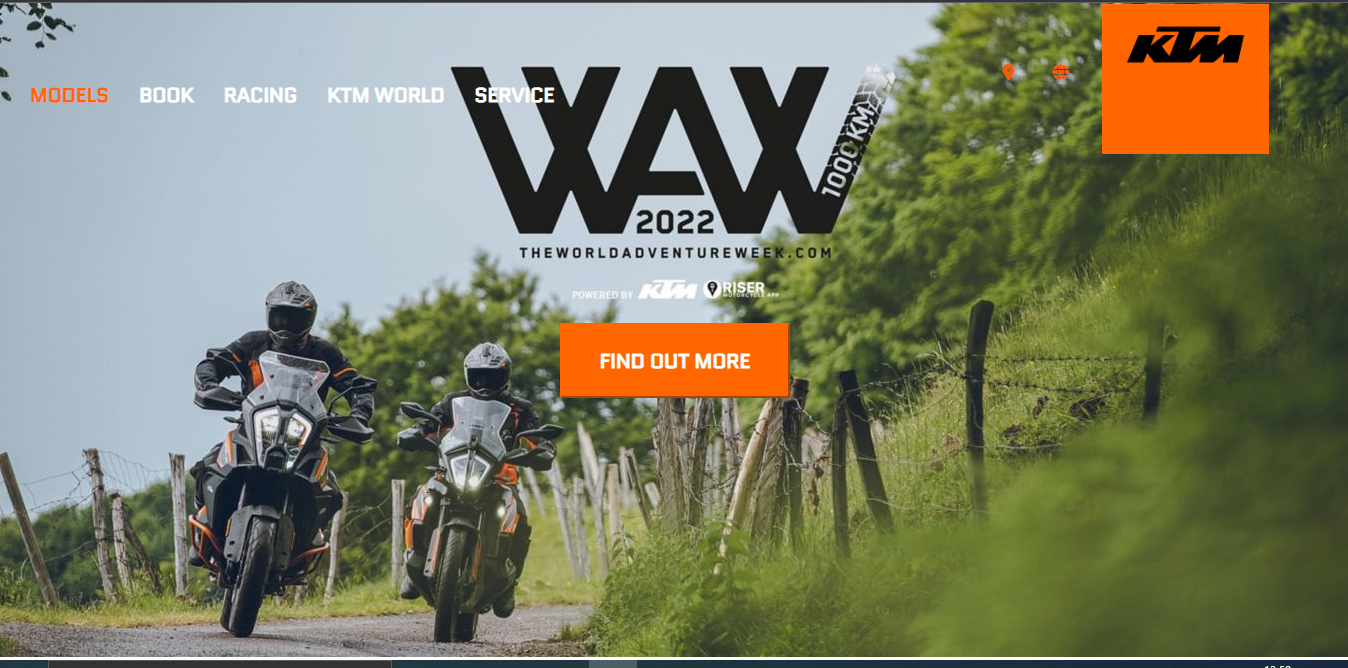 KTM
MODELS BOOK RACING KTM WORLD SERVICE
WAW
1000 KM
2022
THEWORLDADVENTUREWEEK.COM
POWERED BY KTM RISER
MOTORCYCLE APP
FIND OUT MORE